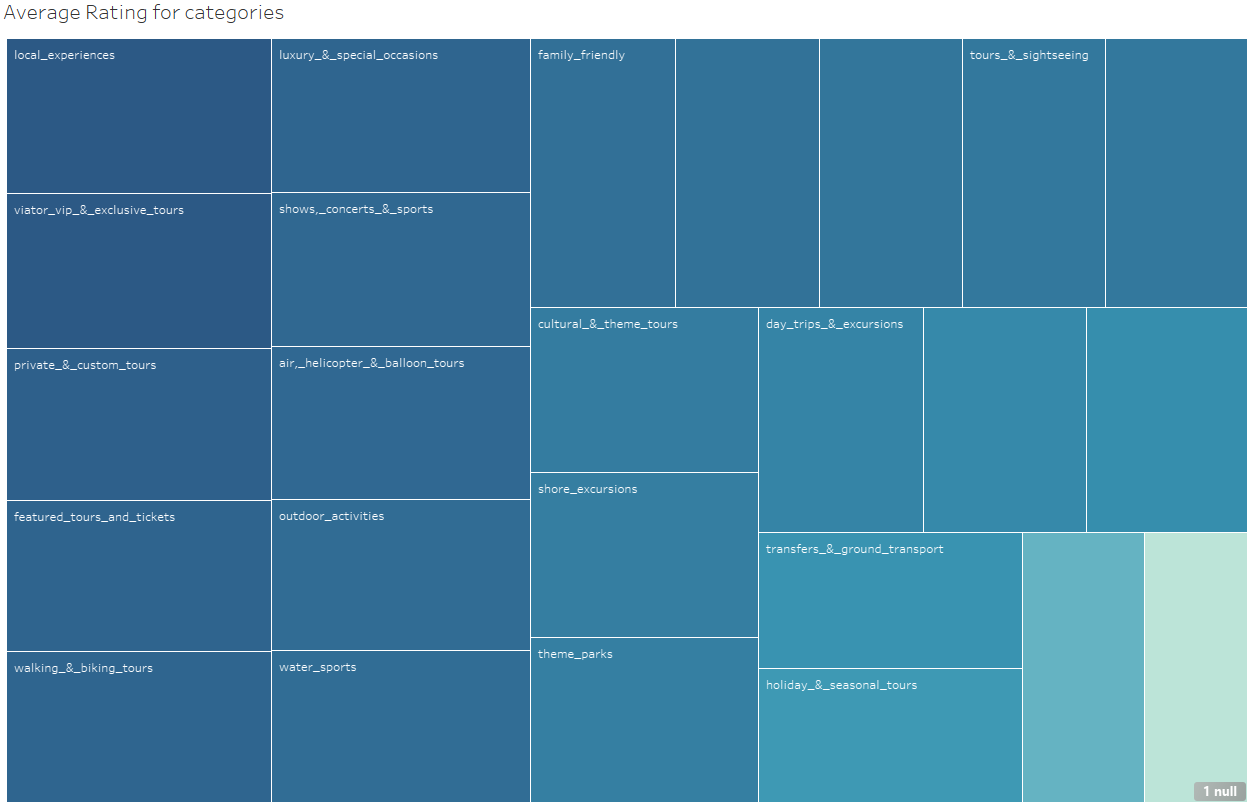 Average Rating for categories
local_experiences
viator_vip_&_exclusive_tours
private_&_custom_tours
featured_tours_and_tickets
walking_&_biking_tours
luxury_&_special_occasions
shows,_concerts_&_sports
air,_helicopter_&_balloon_tours
outdoor_activities
water_sports
family_friendly
tours_&_sightseeing
cultural_&_theme_tours
shore_excursions
theme_parks
day_trips_&_excursions
transfers_&_ground_transport
holiday_&_seasonal_tours
1 null